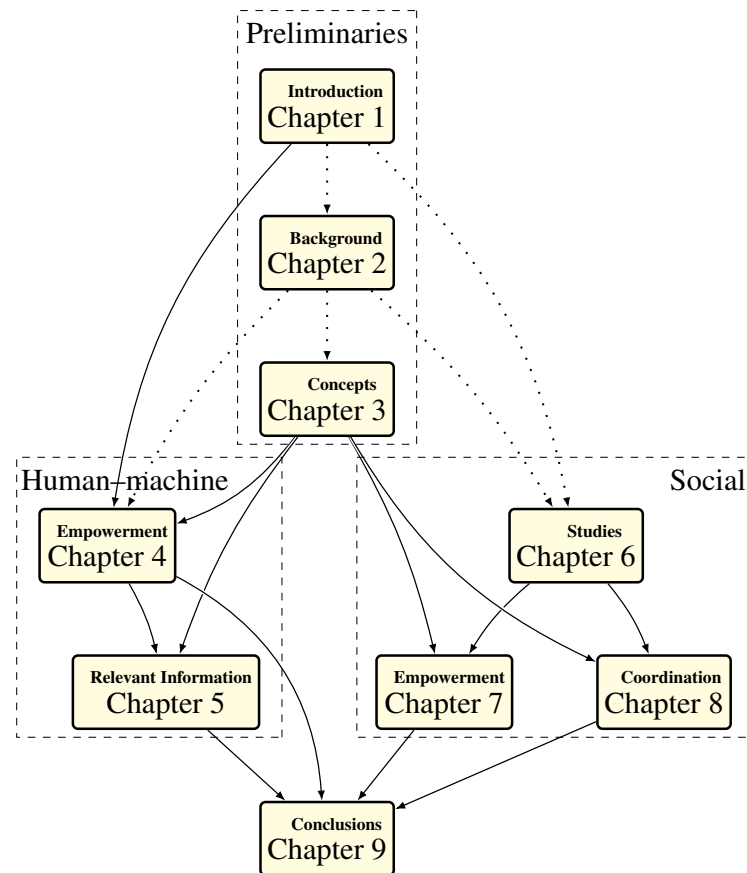 Preliminaries
Introduction
Chapter 1
Background
Chapter 2
Concepts
Chapter 3
Human–machine
Social
Empowerment
Chapter 4
Studies
Chapter 6
Relevant Information
Chapter 5
Empowerment
Chapter 7
Coordination
Chapter 8
Conclusions
Chapter 9